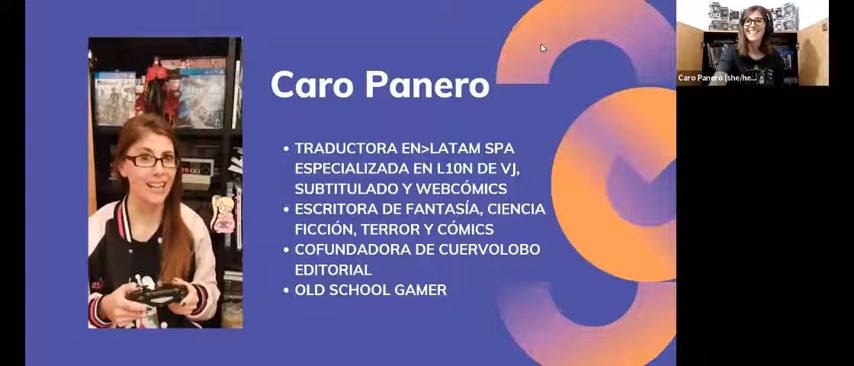 Caro Panero
• TRADUCTORA EN>LATAM SPA
ESPECIALIZADA EN L10N DE VJ,
SUBTITULADO Y WEBCÓMICS
• ESCRITORA DE FANTASÍA, CIENCIA
FICCIÓN, TERROR Y CÓMICS
• COFUNDADORA DE CUERVOLOBO
EDITORIAL
• OLD SCHOOL GAMER
Caro Panero (she/he...